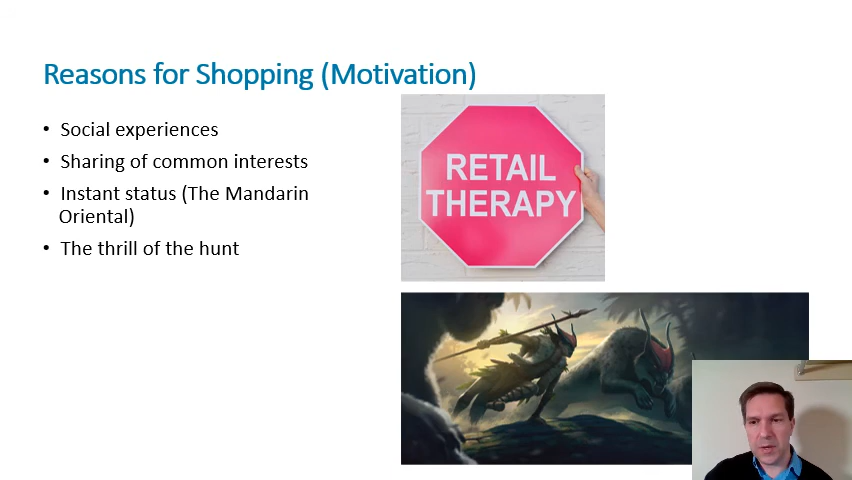 Reasons for Shopping (Motivation)
• Social experiences
• Sharing of common interests
• Instant status (The Mandarin
Oriental)
• The thrill of the hunt
RETAIL
THERAPY